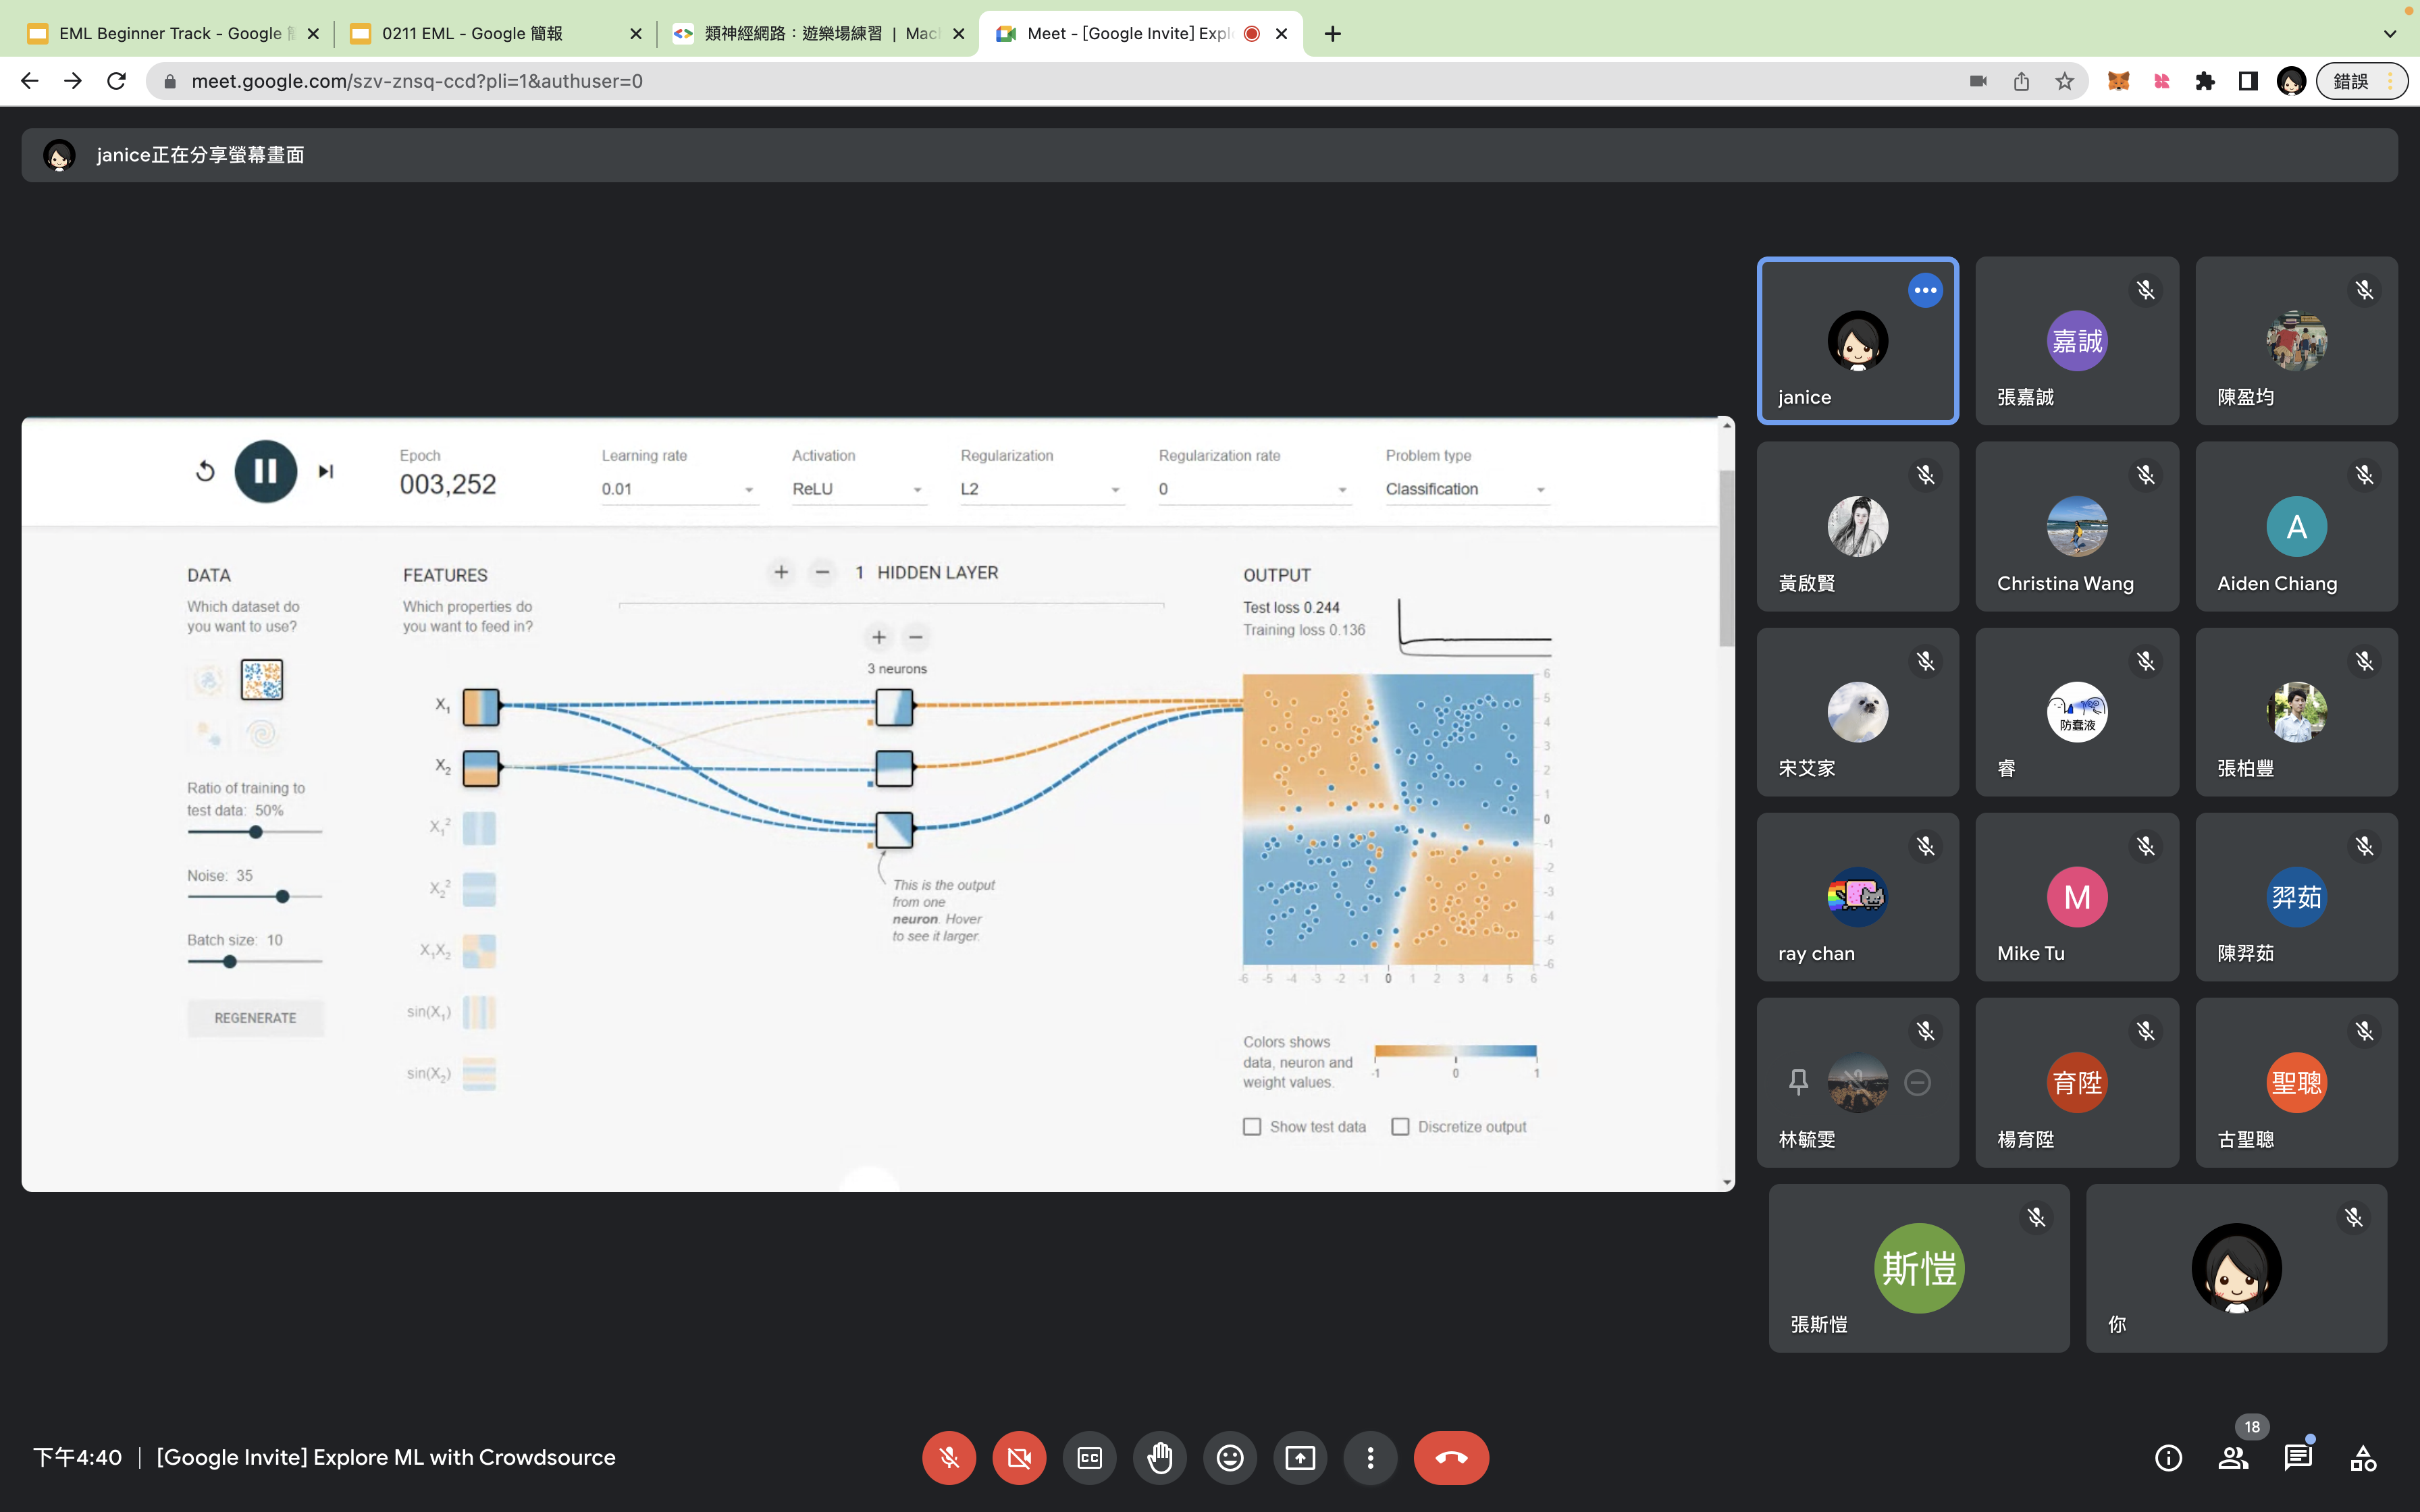 EML Beginner Track - Google 簡
0211 EML - Google 簡報
類神經網路：遊樂場練習 | Mac
Meet - [Google Invite] Expl
meet.google.com/szv-znsq-ccd?pli=1&authuser=0
錯誤
janice正在分享螢幕畫面
Epoch
003,252
Learning rate
0.01
Activation
ReLU
Regularization
L2
Regularization rate
0
Problem type
Classification
DATA
Which dataset do
you want to use?
Ratio of training to
test data: 50%
Noise: 35
Batch size: 10
REGENERATE
FEATURES
Which properties do
you want to feed in?
X₁
X₂
X₁²
X₂²
X₁X₂
sin(X₁)
sin(X₂)
1 HIDDEN LAYER
3 neurons
This is the output
from one
neuron. Hover
to see it larger.
OUTPUT
Test loss 0.244
Training loss 0.136
6
5
4
3
2
1
0
-1
-2
-3
-4
-5
-6
-6 -5 -4 -3 -2 -1 0 1 2 3 4 5 6
Colors shows
data, neuron and
weight values.
-1 0 1
Show test data
Discretize output
janice
嘉誠
張嘉誠
陳盈均
黃啟賢
Christina Wang
A
Aiden Chiang
宋艾家
防蠢液
睿
張柏豐
ray chan
M
Mike Tu
羿茹
陳羿茹
林毓雯
育陞
楊育陞
聖聰
古聖聰
斯愷
張斯愷
你
下午4:40 | [Google Invite] Explore ML with Crowdsource
CC
18